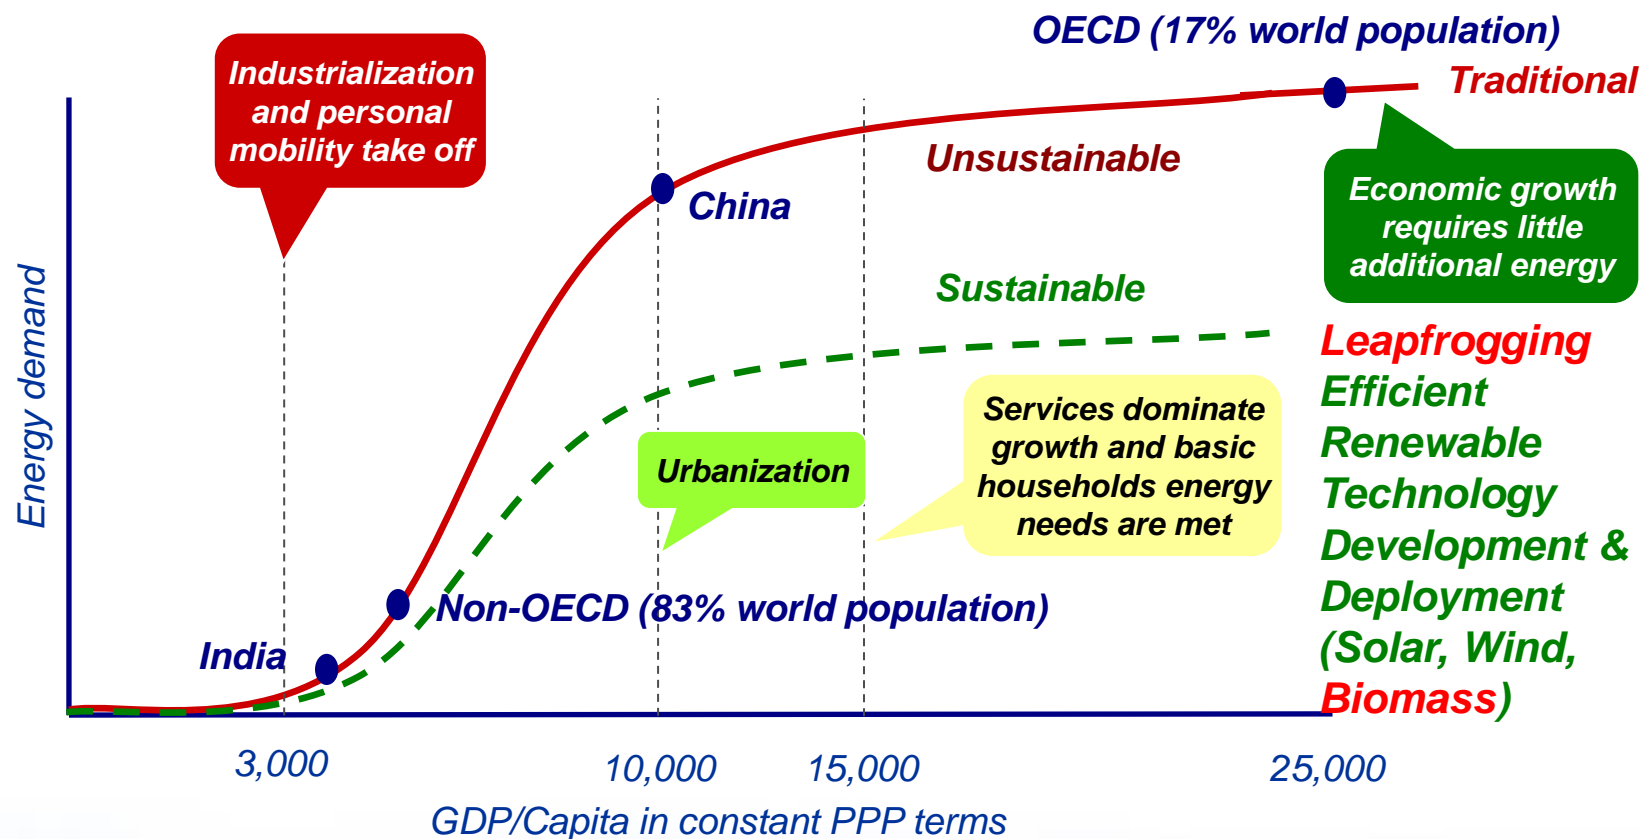 OECD (17% world population)
Traditional
Industrialization
and personal
mobility take off
Unsustainable
China
Economic growth
requires little
additional energy
Sustainable
Energy demand
Leapfrogging
Efficient
Renewable
Technology
Development &
Deployment
(Solar, Wind,
Biomass)
Services dominate
growth and basic
households energy
needs are met
Urbanization
Non-OECD (83% world population)
India
3,000
10,000
15,000
25,000
GDP/Capita in constant PPP terms